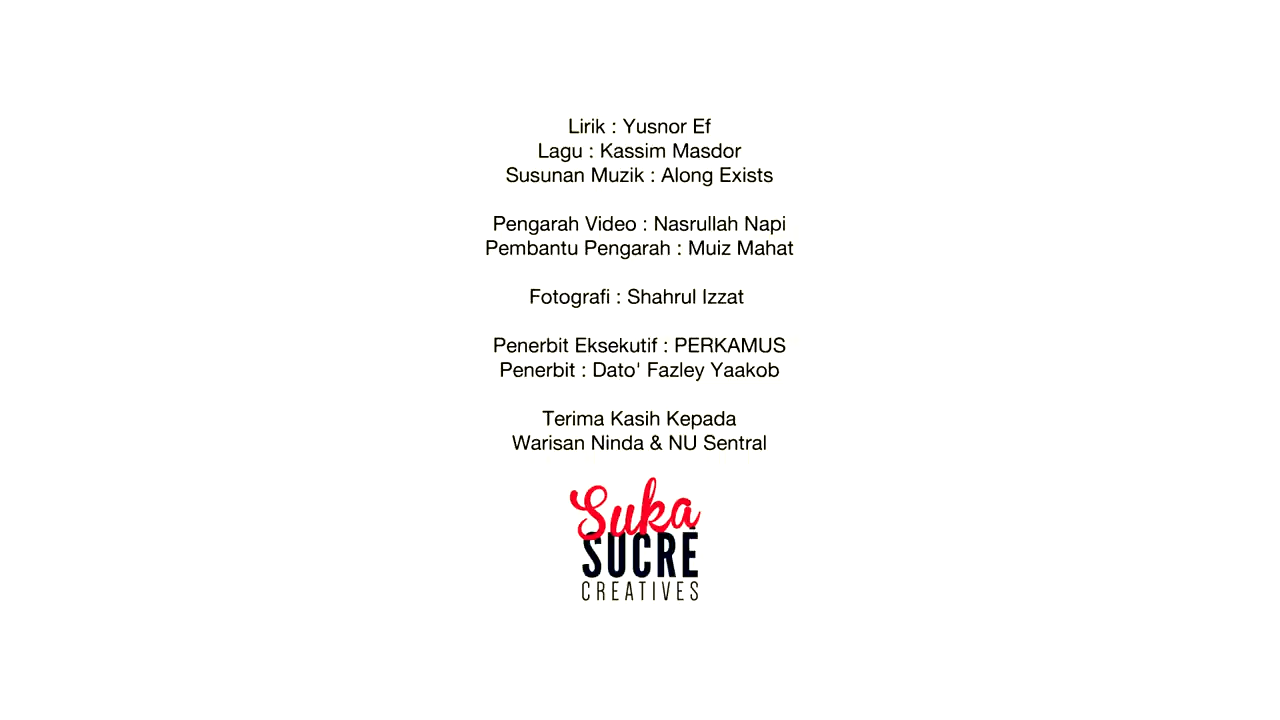 Lirik : Yusnor Ef
Lagu : Kassim Masdor
Susunan Muzik : Along Exists
Pengarah Video : Nasrullah Napi
Pembantu Pengarah : Muiz Mahat
Fotografi : Shahrul Izzat
Penerbit Eksekutif : PERKAMUS
Penerbit : Dato' Fazley Yaakob
Terima Kasih Kepada
Warisan Ninda & NU Sentral
Suka
SUCRÉ
CREATIVES